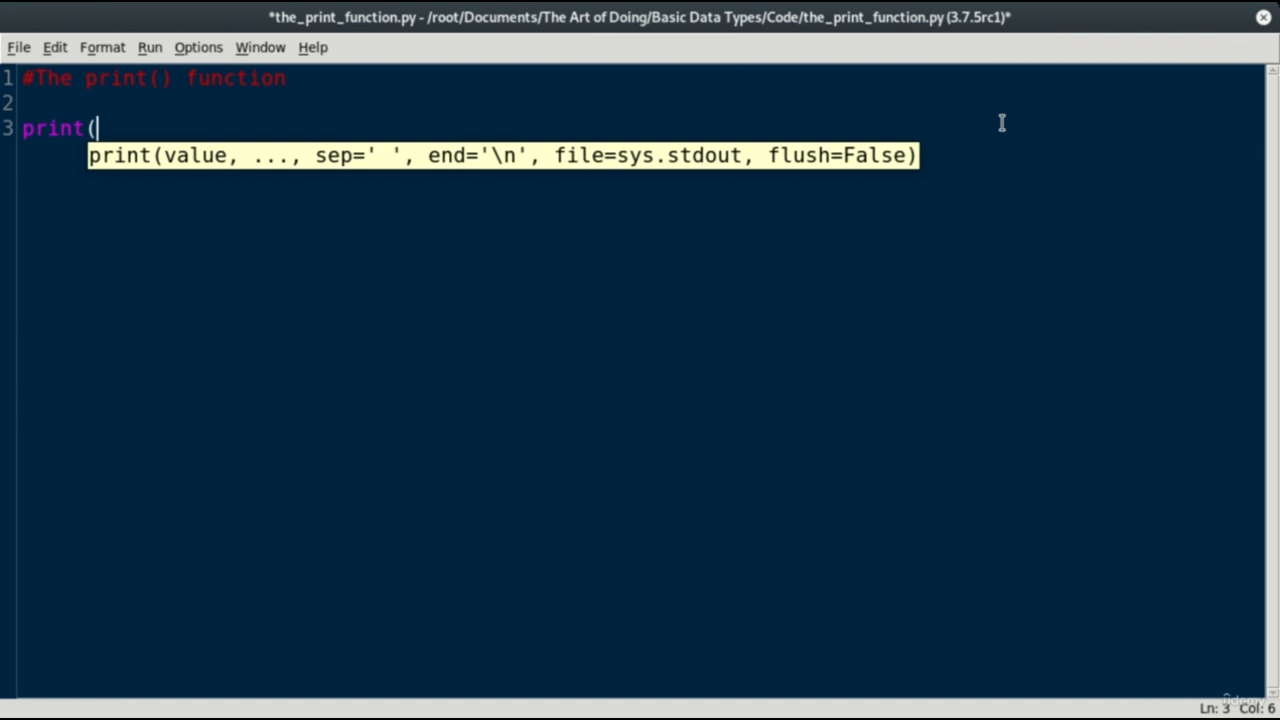 *the_print_function.py - /root/Documents/The Art of Doing/Basic Data Types/Code/the_print_function.py (3.7.5rc1)*
File Edit Format Run Options Window Help
1 #The print() function
2
3 print(
print(value, ..., sep=' ', end='\n', file=sys.stdout, flush=False)
ûdemy
Ln: 3 Col: 6